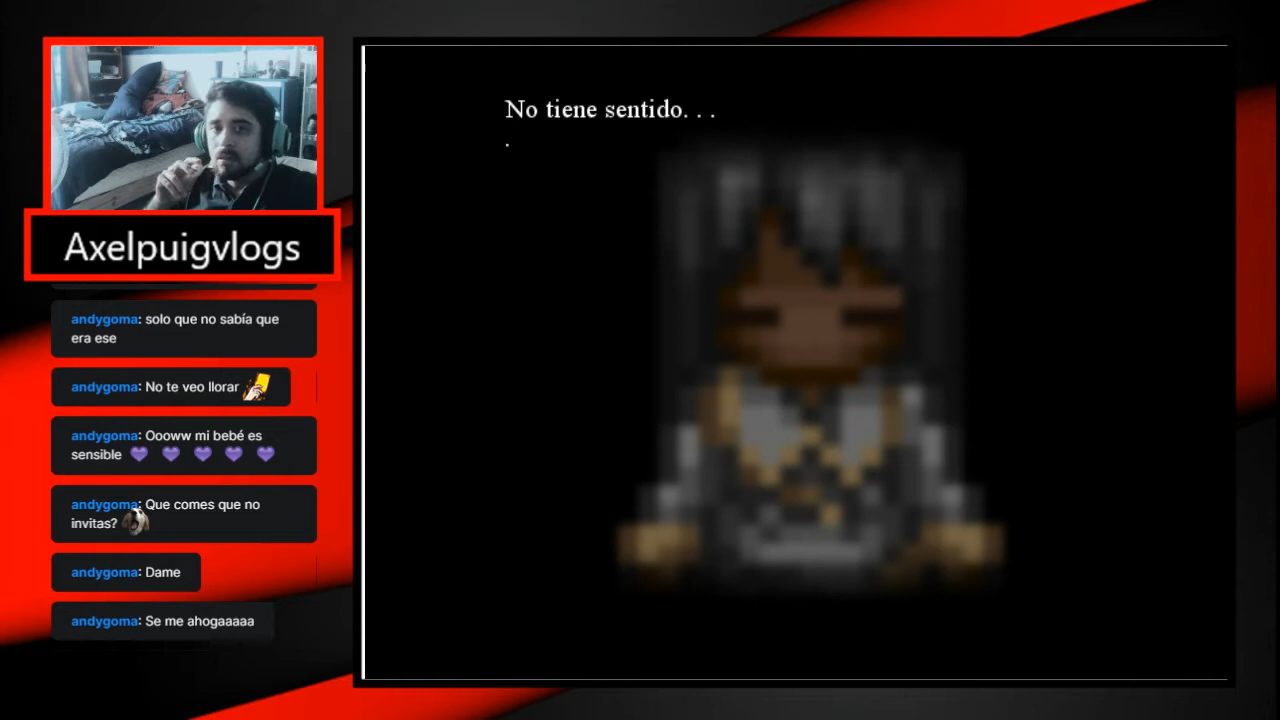 No tiene sentido. . .
.
Axelpuigvlogs
andygoma: solo que no sabía que
era ese
andygoma: No te veo llorar
andygoma: Oooww mi bebé es
sensible
andygoma: Que comes que no
invitas?
andygoma: Dame
andygoma: Se me ahogaaaaa